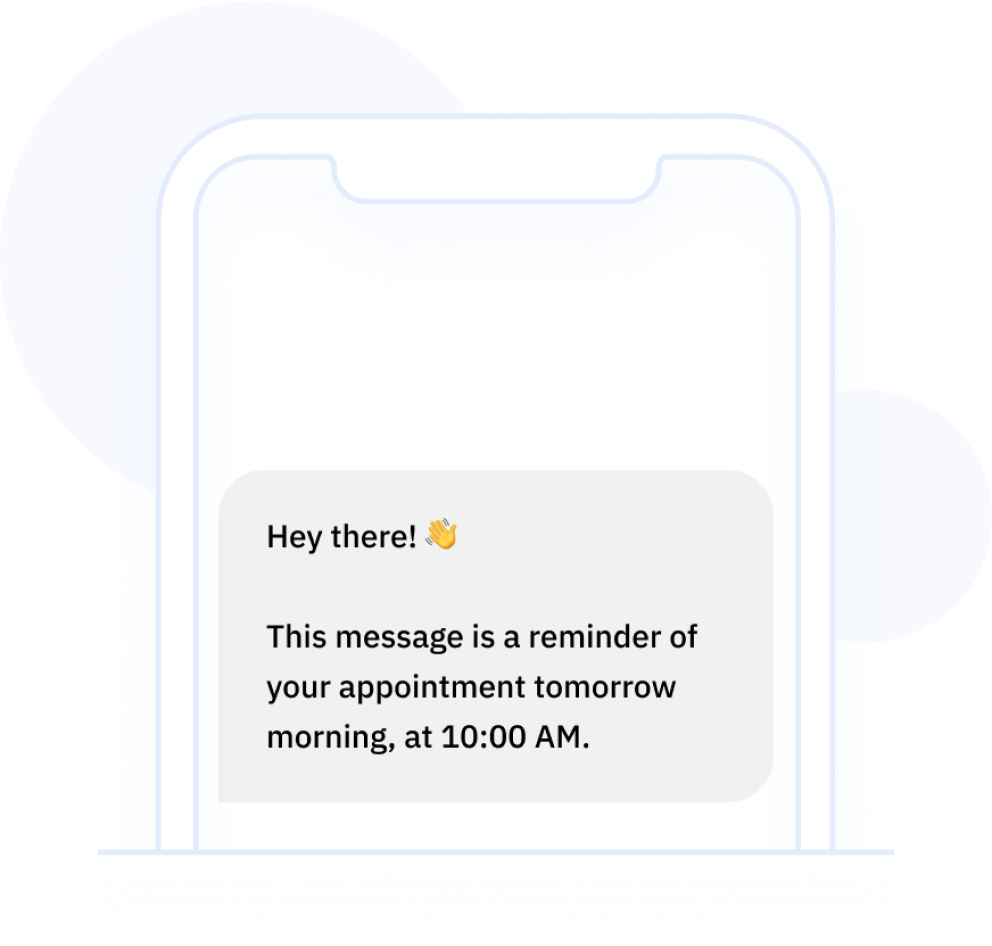 Hey there! 👋
This message is a reminder of
your appointment tomorrow
morning, at 10:00 AM.